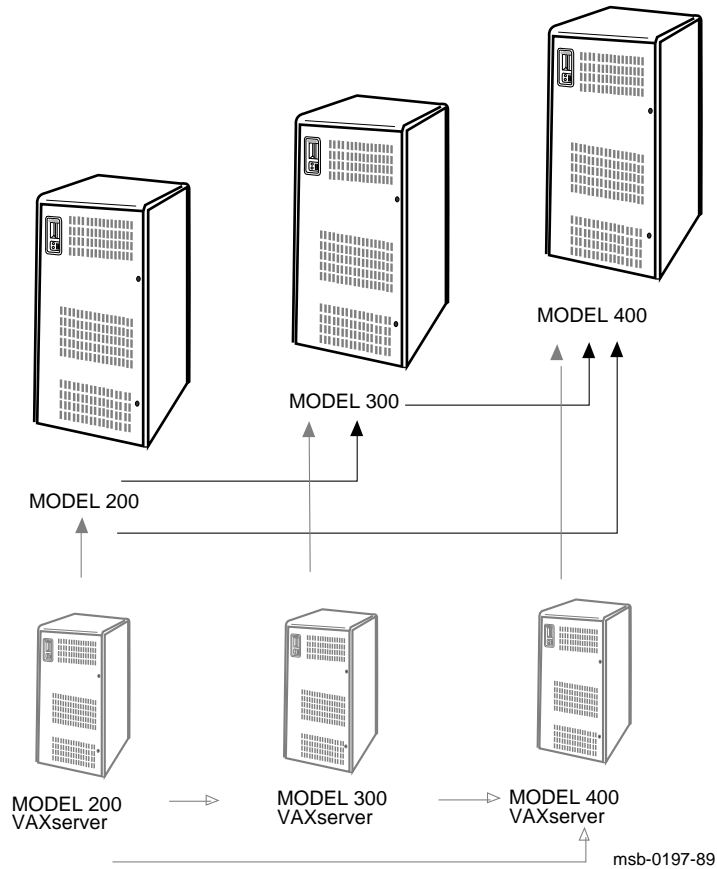 MODEL 400
MODEL 300
MODEL 200
MODEL 200
VAXserver
MODEL 300
VAXserver
MODEL 400
VAXserver
msb-0197-89